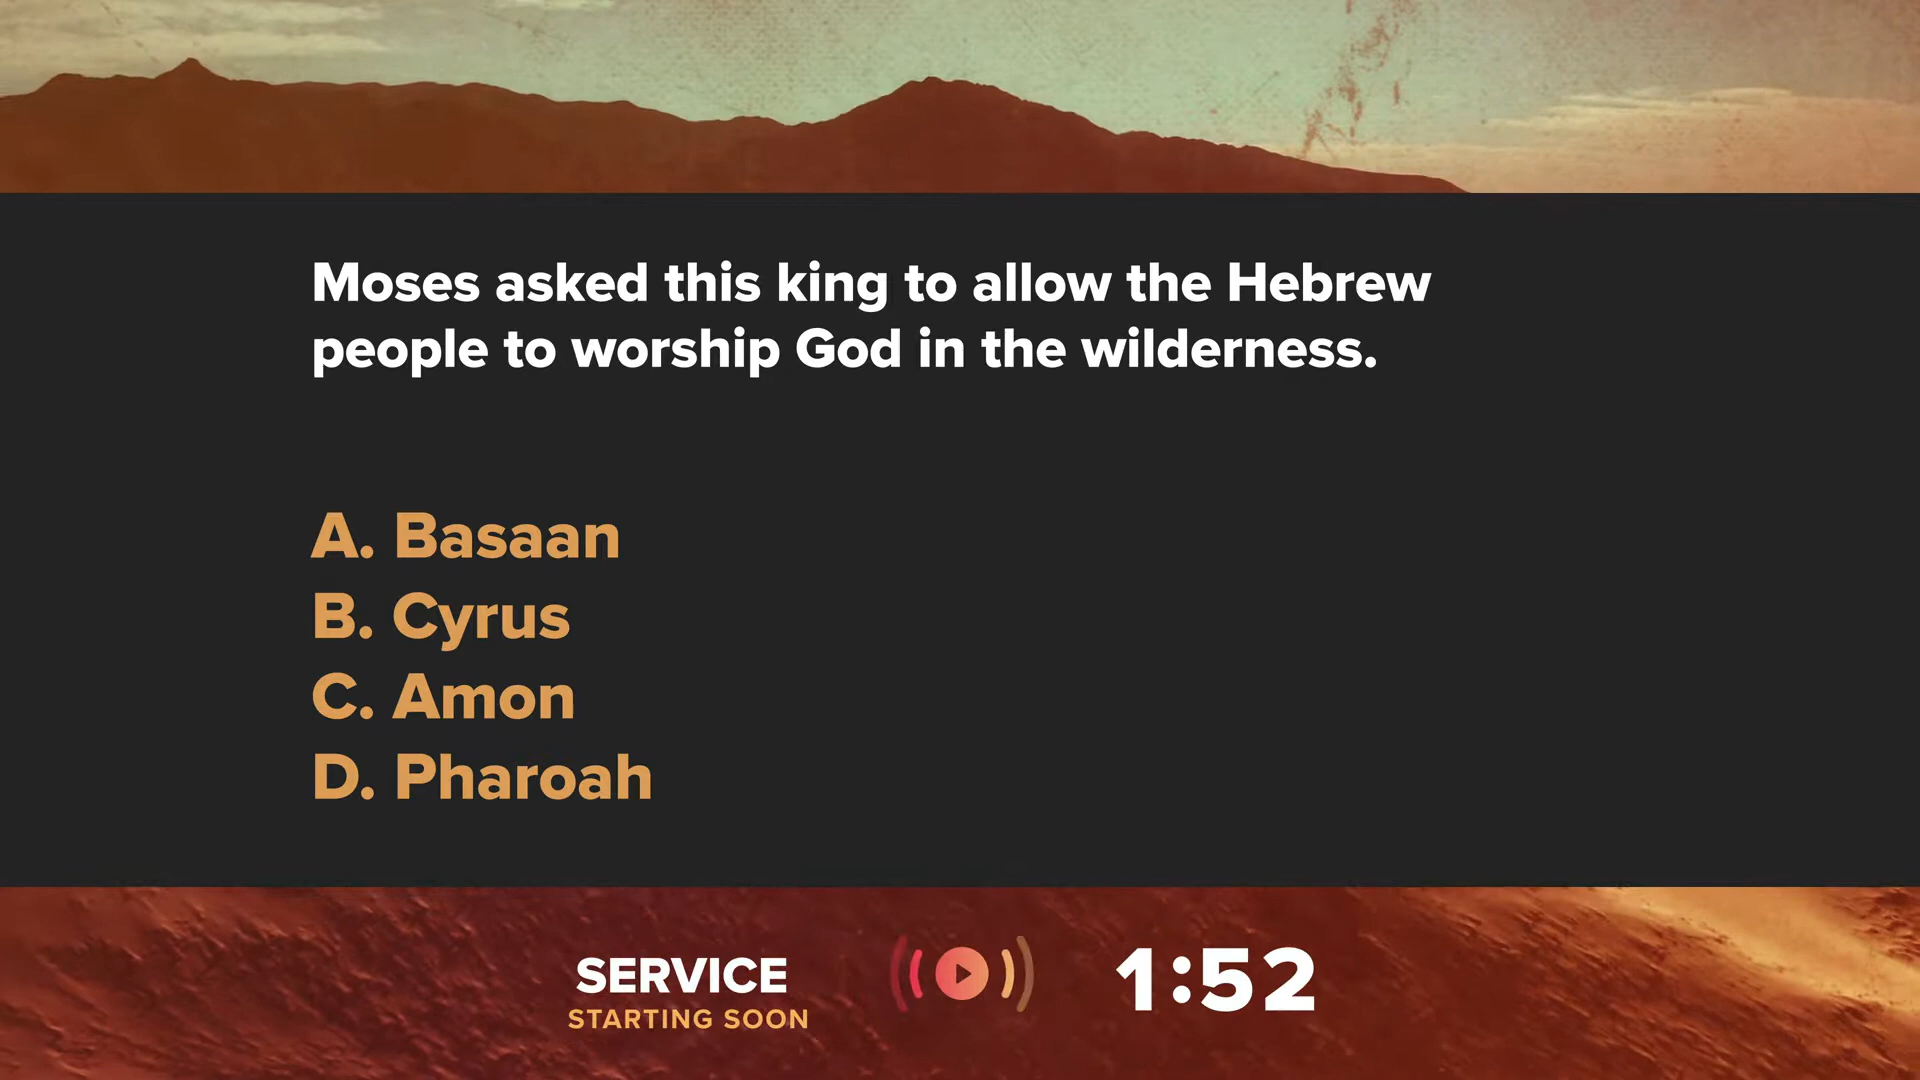 Moses asked this king to allow the Hebrew
people to worship God in the wilderness.
A. Basaan
B. Cyrus
C. Amon
D. Pharoah
SERVICE
STARTING SOON
1:52